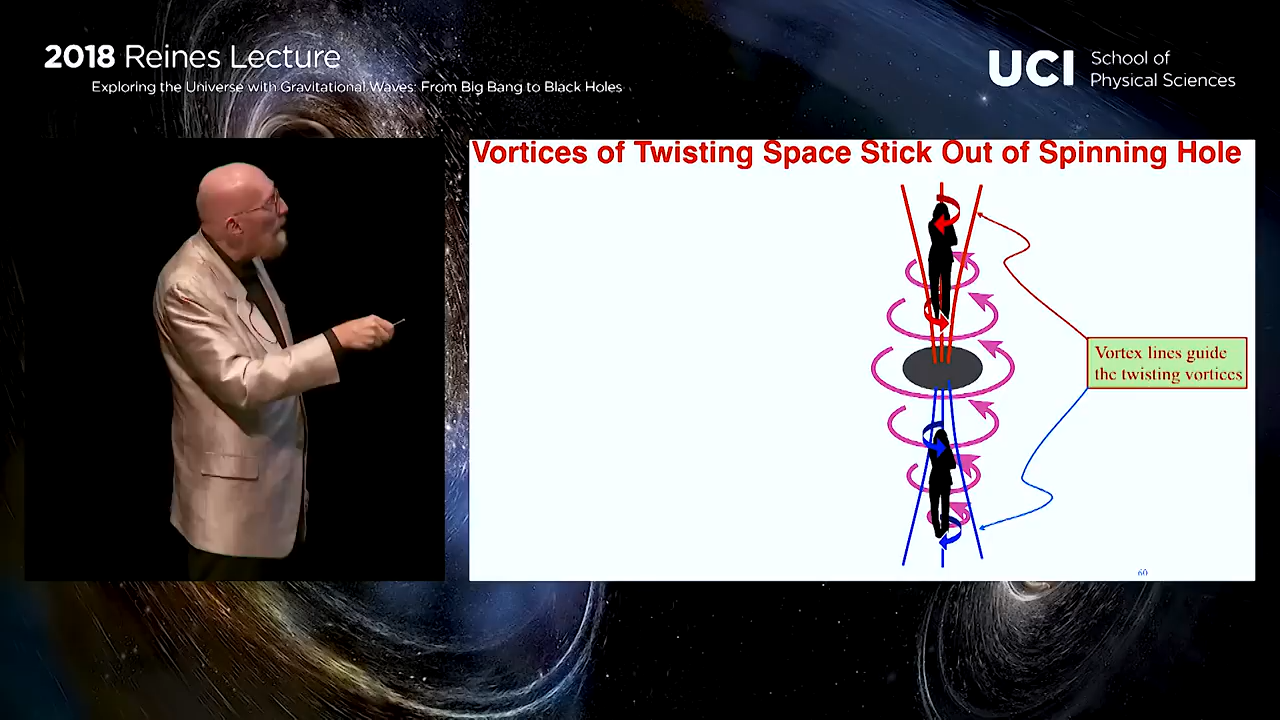 2018 Reines Lecture
Exploring the Universe with Gravitational Waves: From Big Bang to Black Holes
UCI School of
Physical Sciences
Vortices of Twisting Space Stick Out of Spinning Hole
Vortex lines guide
the twisting vortices
60